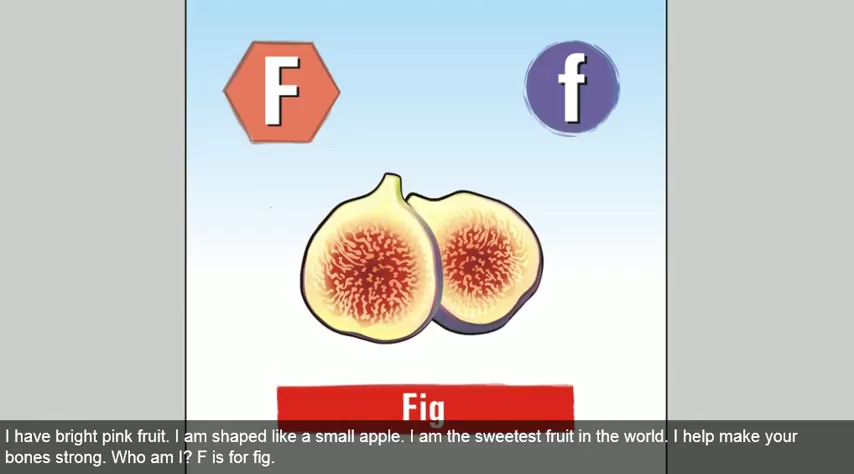 F f
Fig
I have bright pink fruit. I am shaped like a small apple. I am the sweetest fruit in the world. I help make your
bones strong. Who am I? F is for fig.